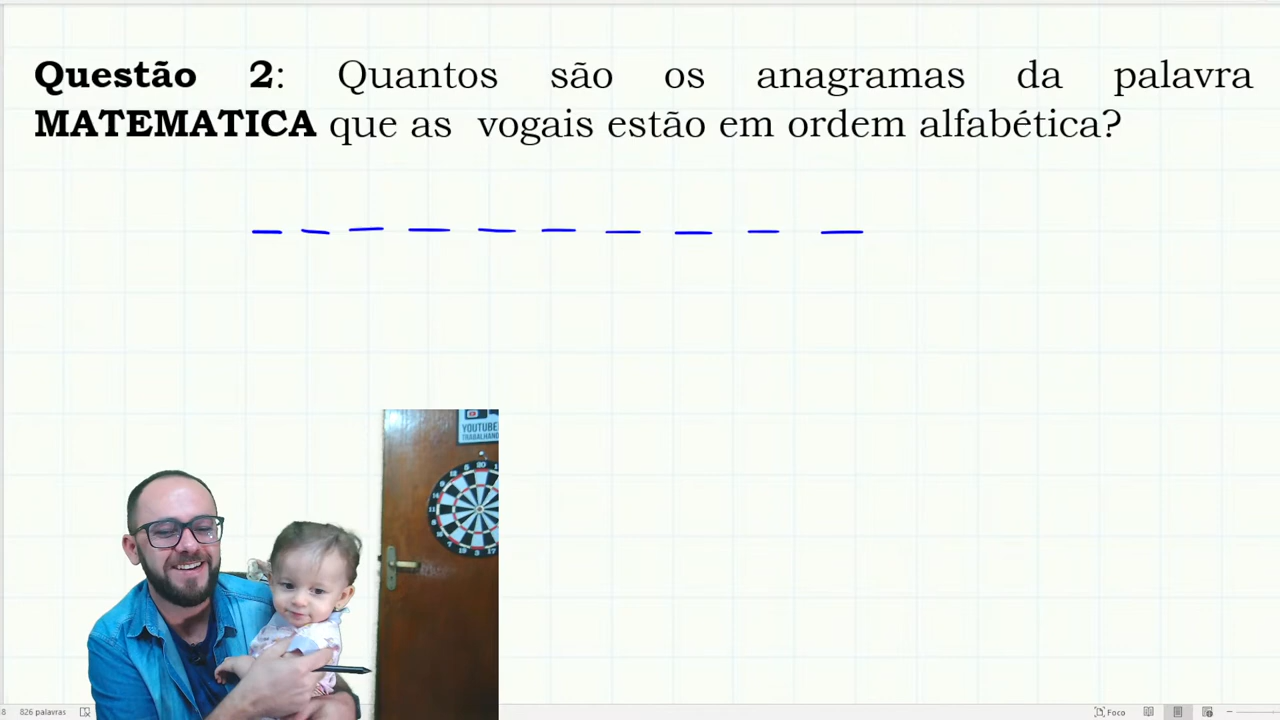 Questão 2: Quantos são os anagramas da palavra
MATEMATICA que as vogais estão em ordem alfabética?
YOUTUBE
TRABALHAND
826 palavras
Foco